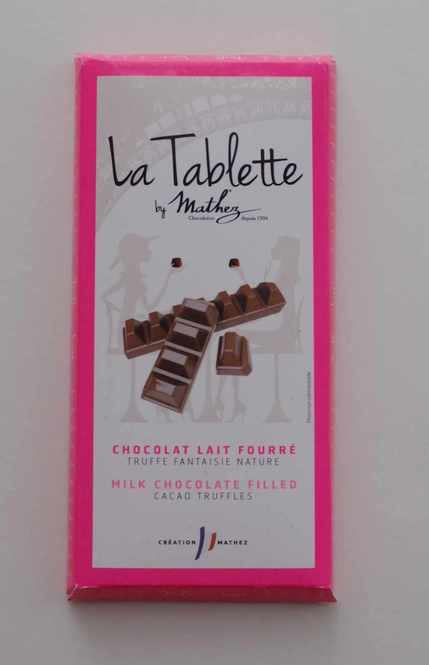 La Tablette
by Mathez
Chocolatier depuis 1934
CHOCOLAT LAIT FOURRÉ
TRUFFE FANTAISIE NATURE
MILK CHOCOLATE FILLED
CACAO TRUFFLES
CRÉATION MATHEZ